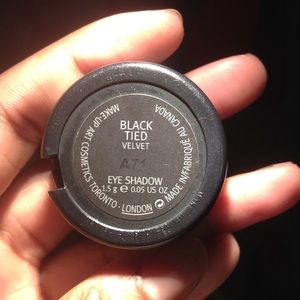 BLACK
TIED
VELVET
A71
EYE SHADOW
1.5 g ℮ 0.05 US OZ
MAKE-UP ART COSMETICS TORONTO · LONDON
MADE IN/FABRIQUÉ AU CANADA